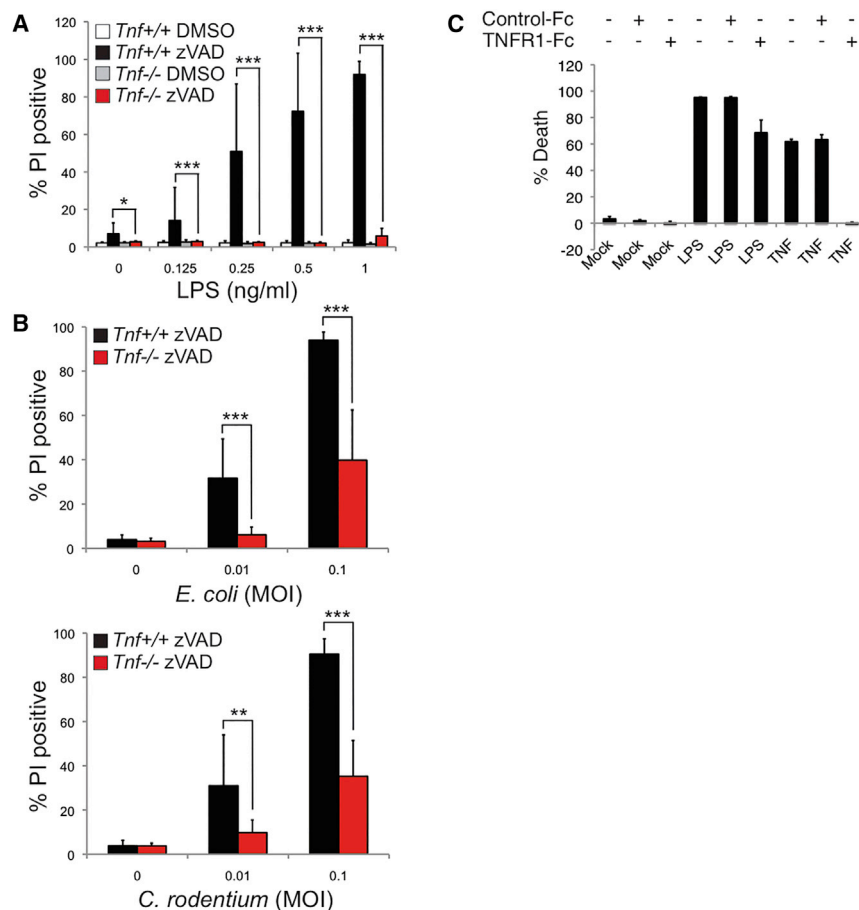 A
Tnf+/+ DMSO
Tnf+/+ zVAD
Tnf-/- DMSO
Tnf-/- zVAD
% PI positive
120
100
80
60
40
20
0
* *** *** *** ***
0 0.125 0.25 0.5 1
LPS (ng/ml)
B
Tnf+/+ zVAD
Tnf-/- zVAD
% PI positive
100
80
60
40
20
0
*** ***
0 0.01 0.1
E. coli (MOI)
Tnf+/+ zVAD
Tnf-/- zVAD
% PI positive
100
80
60
40
20
0
** ***
0 0.01 0.1
C. rodentium (MOI)
C
Control-Fc - + - - + - - + -
TNFR1-Fc - - + - - + - - +
% Death
120
100
80
60
40
20
0
-20
Mock Mock Mock LPS LPS LPS TNF TNF TNF